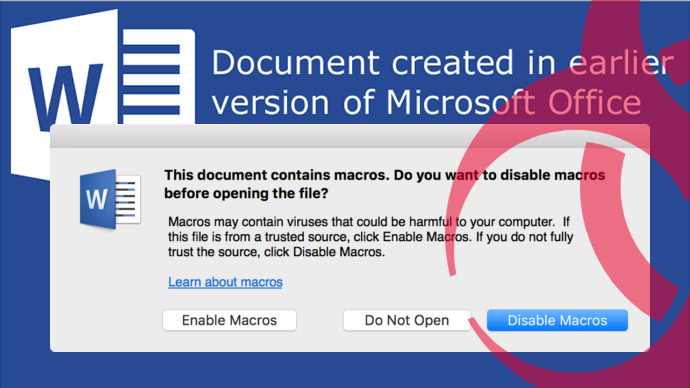 W
Document created in earlier
version of Microsoft Office
W
This document contains macros. Do you want to disable macros
before opening the file?
Macros may contain viruses that could be harmful to your computer. If
this file is from a trusted source, click Enable Macros. If you do not fully
trust the source, click Disable Macros.
Learn about macros
Enable Macros
Do Not Open
Disable Macros